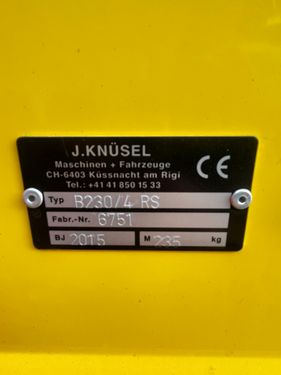 J.KNÜSEL
Maschinen + Fahrzeuge
CH-6403 Küssnacht am Rigi
Tel.: +41 41 850 15 33
CE
Typ B230/4 RS
Fabr.-Nr. 6751
BJ 2015 M 235 kg